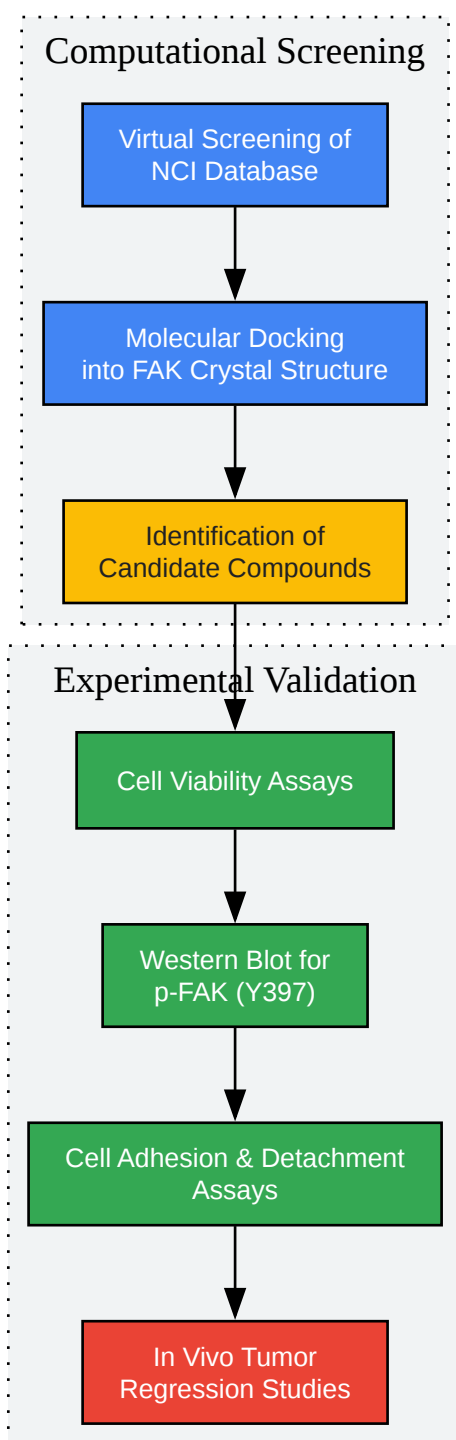 Computational Screening
Virtual Screening of
NCI Database
Molecular Docking
into FAK Crystal Structure
Identification of
Candidate Compounds
Experimental Validation
Cell Viability Assays
Western Blot for
p-FAK (Y397)
Cell Adhesion & Detachment
Assays
In Vivo Tumor
Regression Studies